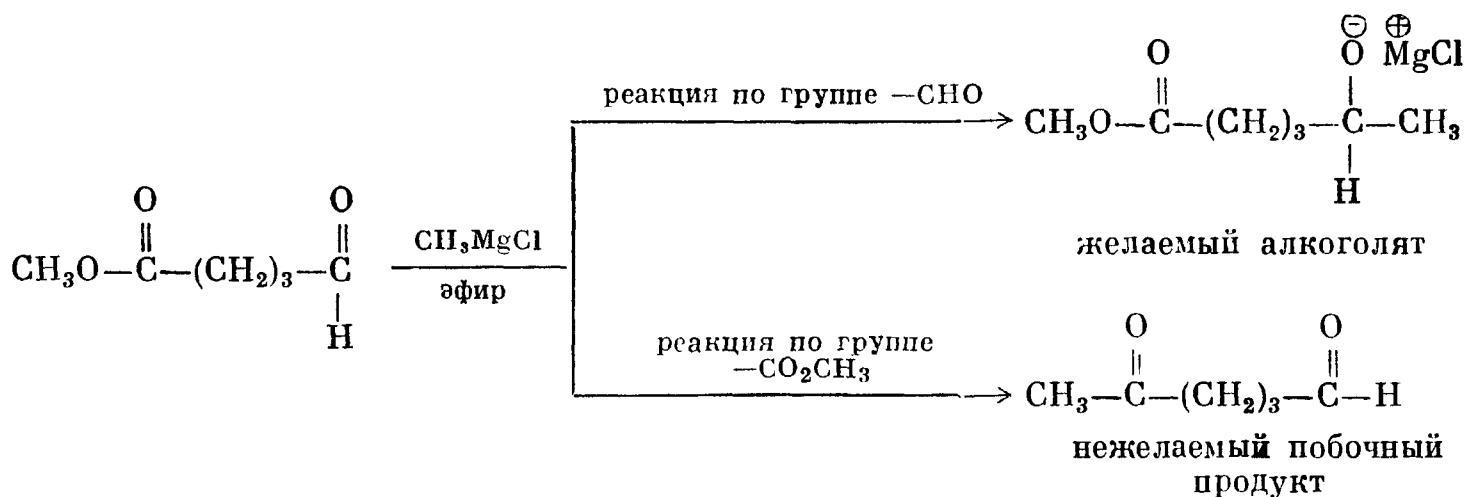 ⊖ ⊕
O O MgCl
|| |
реакция по группе —CHO
CH₃O—C—(CH₂)₃—C—CH₃
|
H
O O
|| ||
CH₃MgCl
желаемый алкоголят
CH₃O—C—(CH₂)₃—C
эфир
|
H
реакция по группе
—CO₂CH₃
O O
|| ||
CH₃—C—(CH₂)₃—C—H
нежелаемый побочный
продукт